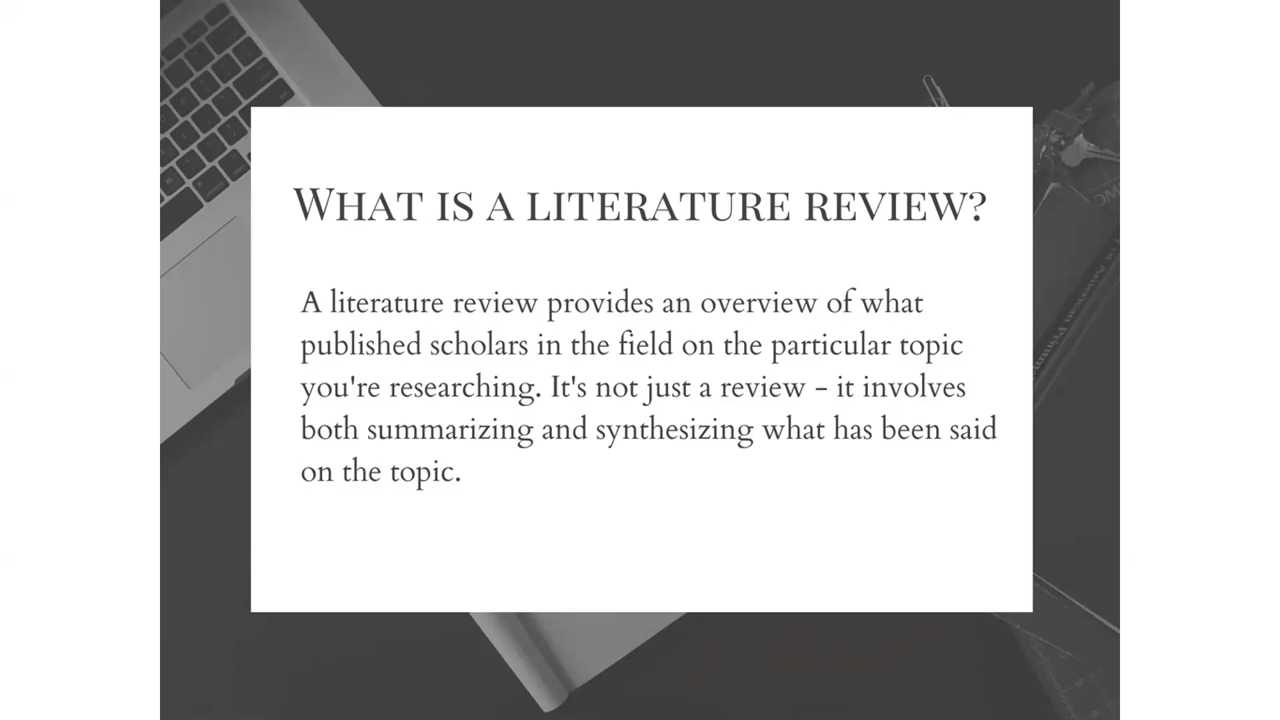 What is a literature review?
A literature review provides an overview of what
published scholars in the field on the particular topic
you're researching. It's not just a review - it involves
both summarizing and synthesizing what has been said
on the topic.